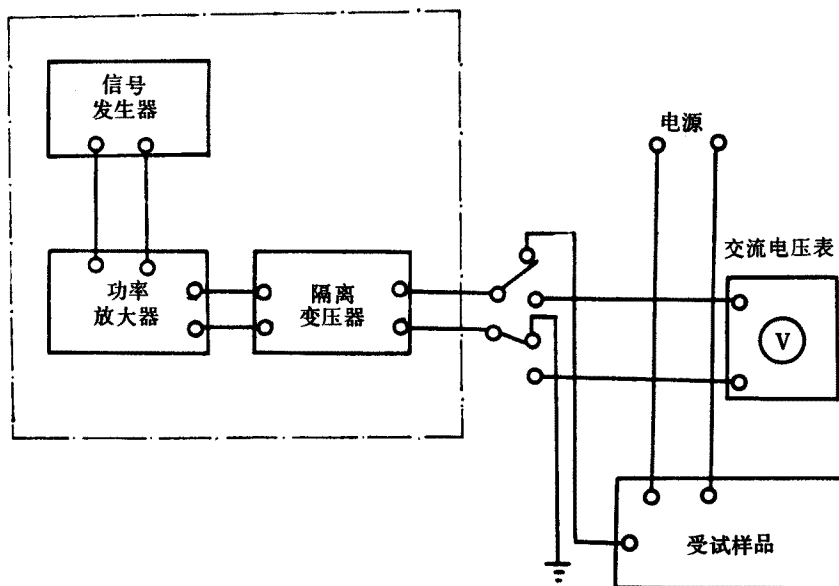 信号
发生器
电源
交流电压表
功率
放大器
隔离
变压器
V
受试样品